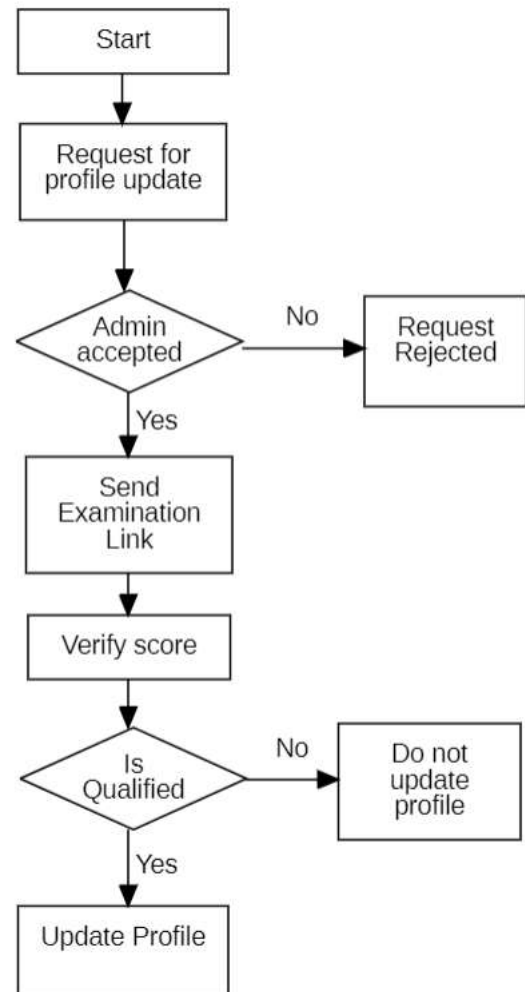 Start
Request for
profile update
Admin
accepted
No
Request
Rejected
Yes
Send
Examination
Link
Verify score
Is
Qualified
No
Do not
update
profile
Yes
Update Profile